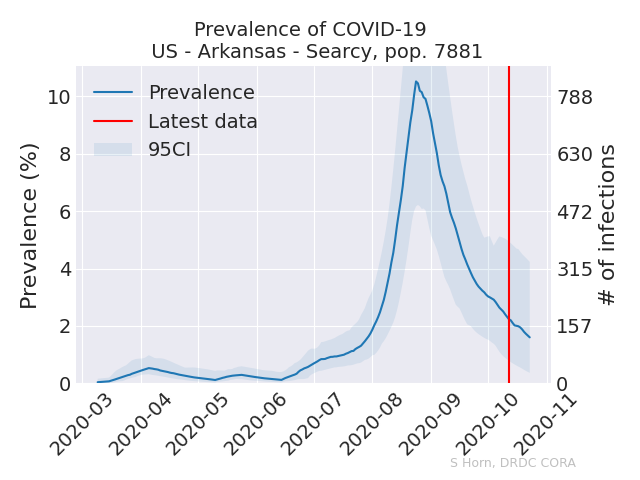 Prevalence of COVID-19
US - Arkansas - Searcy, pop. 7881
Prevalence
Latest data
95CI
Prevalence (%)
10
8
6
4
2
0
788
630
472
315
157
0
# of infections
2020-03
2020-04
2020-05
2020-06
2020-07
2020-08
2020-09
2020-10
2020-11
S Horn, DRDC CORA